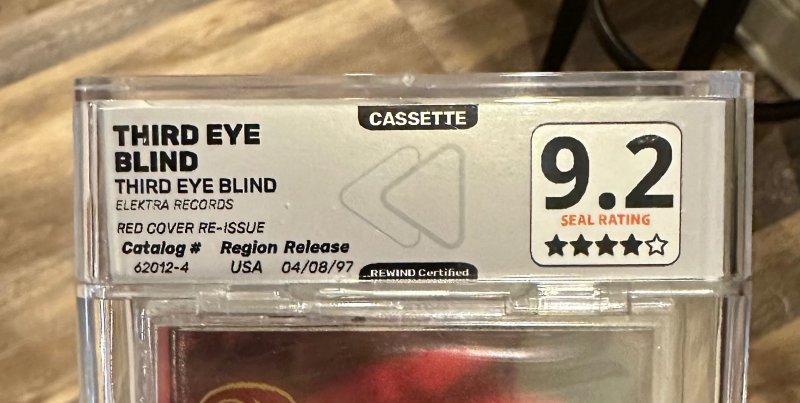 CASSETTE
THIRD EYE
BLIND
THIRD EYE BLIND
ELEKTRA RECORDS
RED COVER RE-ISSUE
Catalog # Region Release
62012-4 USA 04/08/97
REWIND Certified
9.2
SEAL RATING